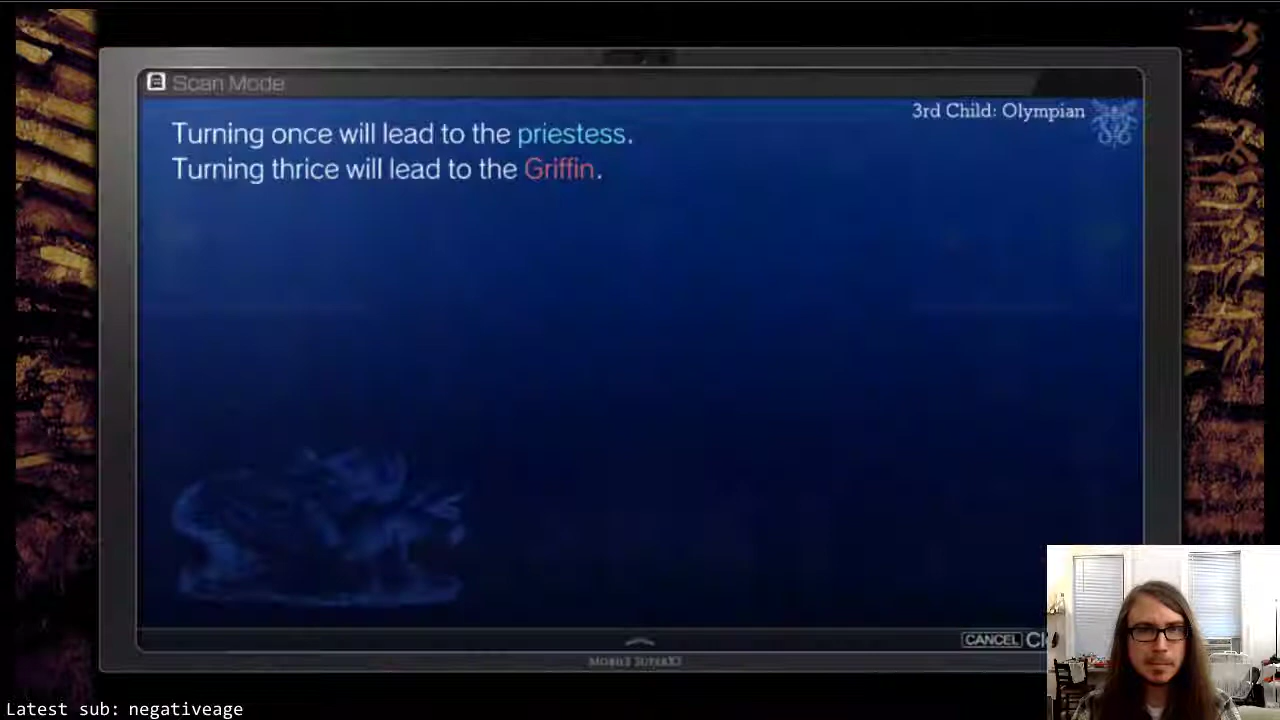 Scan Mode
3rd Child: Olympian
Turning once will lead to the priestess.
Turning thrice will lead to the Griffin.
CANCEL Cl
Latest sub: negativeage